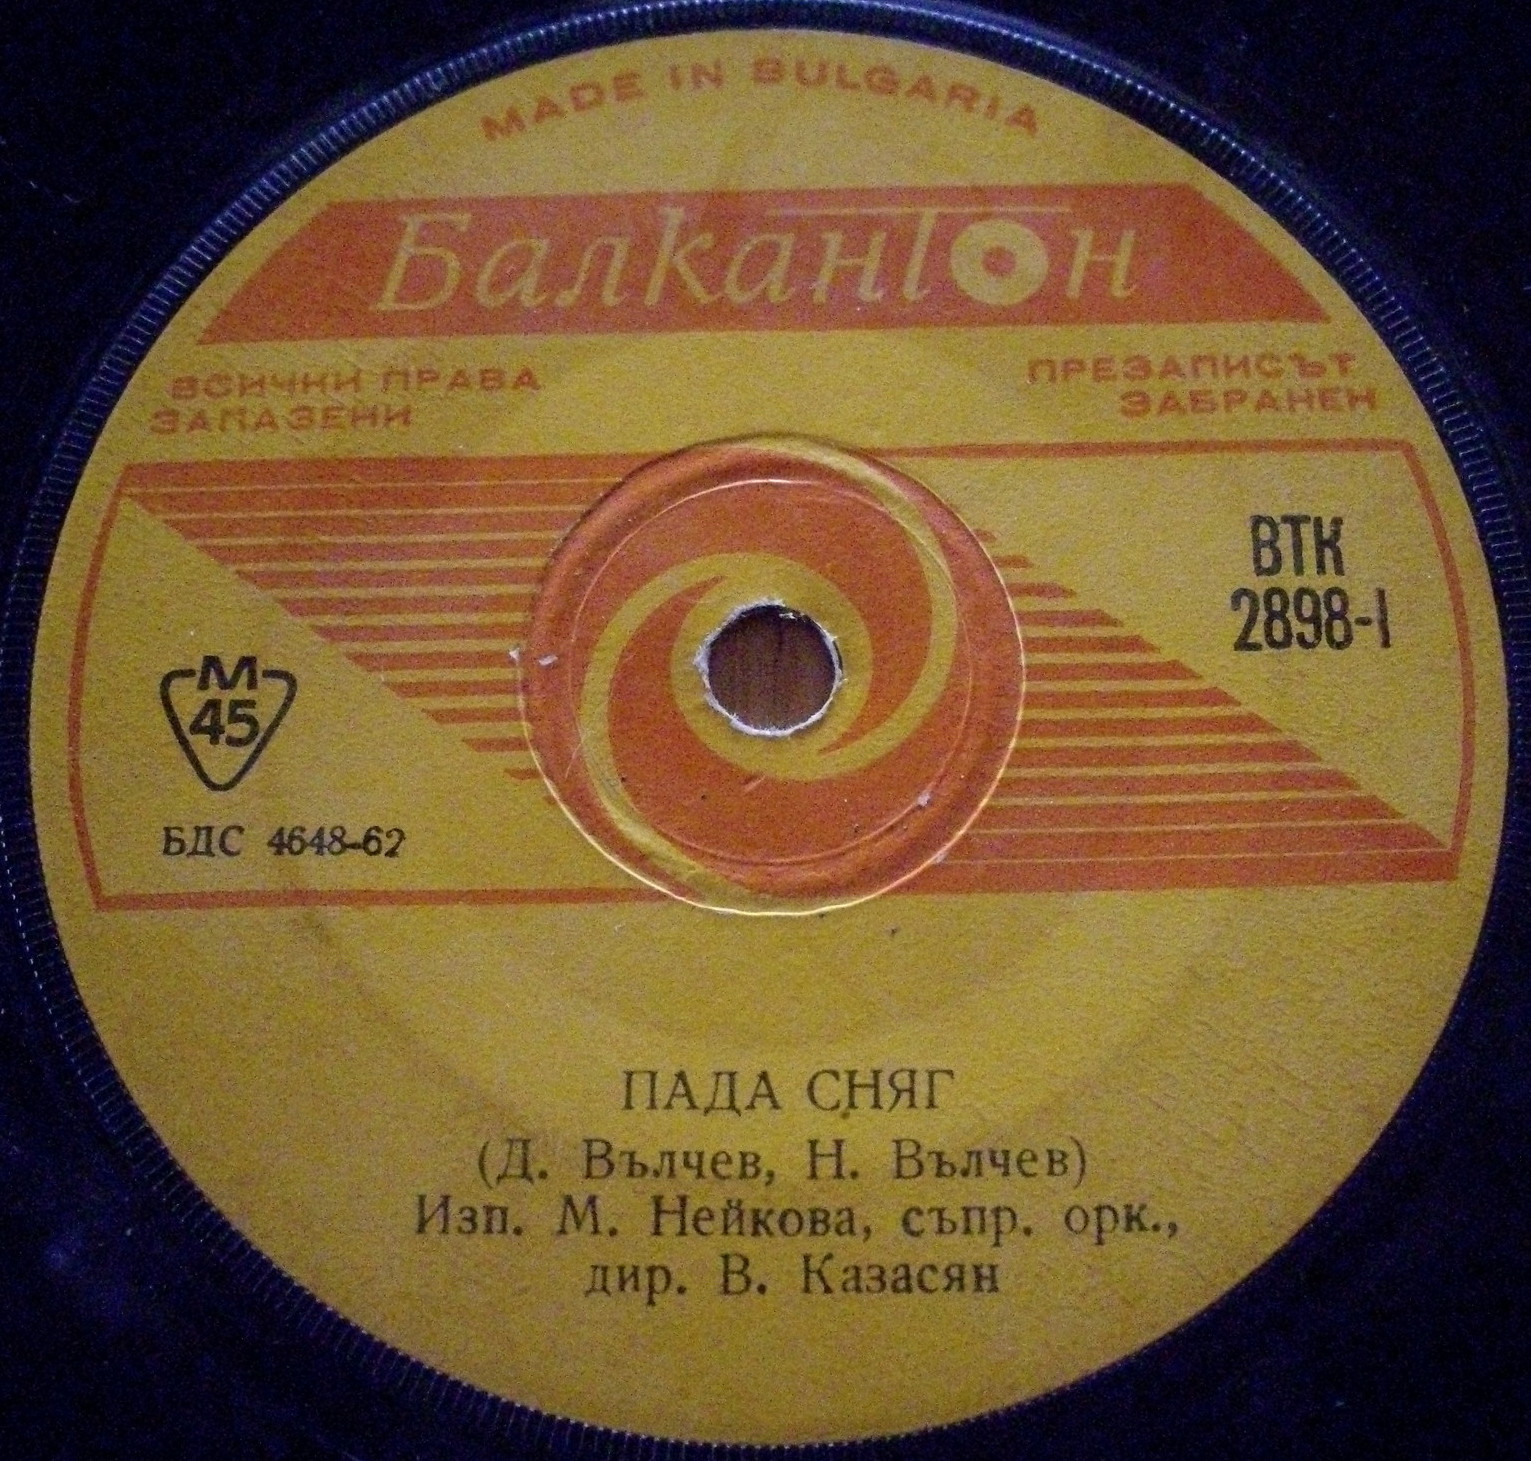 MADE IN BULGARIA
Балкантон
ВСИЧКИ ПРАВА
ЗАПАЗЕНИ
ПРЕЗАПИСЪТ
ЗАБРАНЕН
ВТК
2898-I
М
45
БДС 4648-62
ПАДА СНЯГ
(Д. Вълчев, Н. Вълчев)
Изп. М. Нейкова, съпр. орк.,
дир. В. Казасян